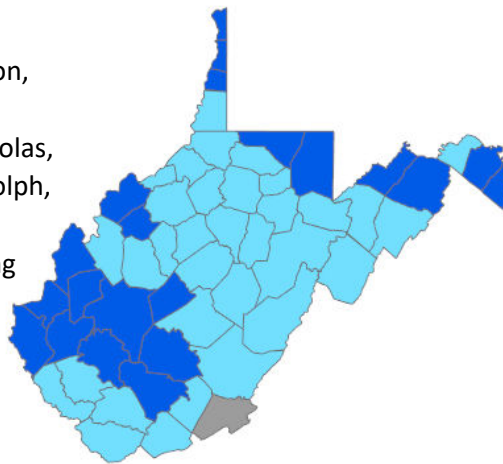 on,
olas,
olph,
g